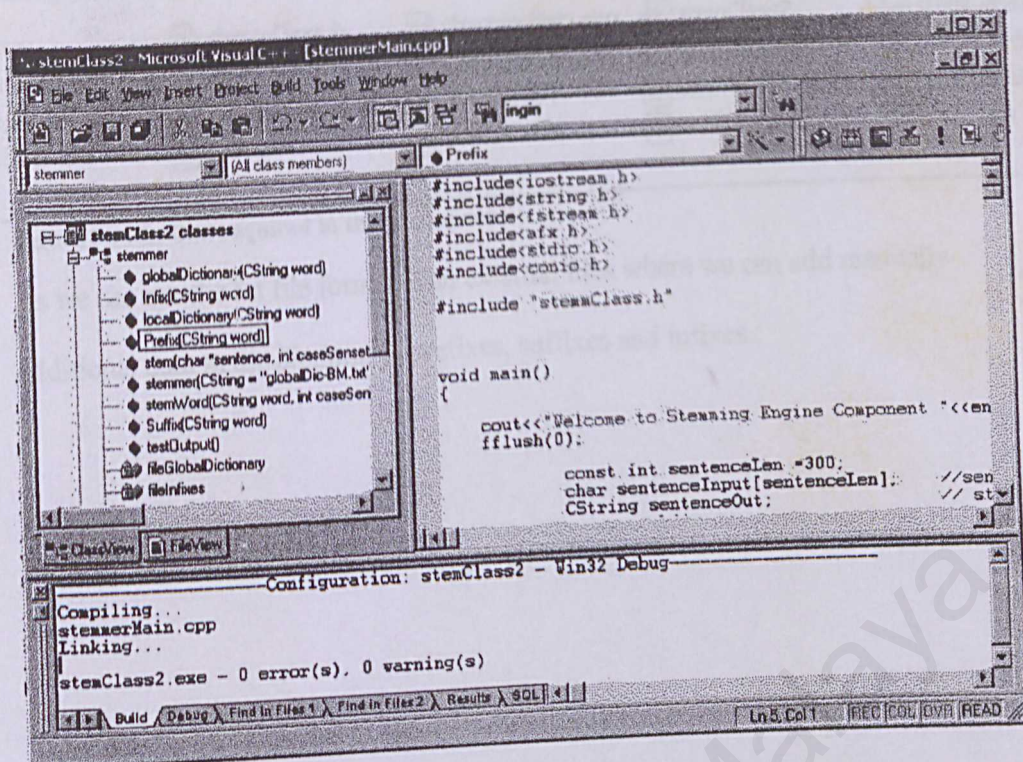 stemClass2 - Microsoft Visual C++ - [stemmerMain.cpp]
File Edit View Insert Project Build Tools Window Help
ingin
stemmer (All class members) Prefix
stemClass2 classes
stemmer
globalDictionary(CString word)
Infix(CString word)
localDictionary(CString word)
Prefix(CString word)
stem(char *sentence, int caseSenset
stemmer(CString = "globalDic-BM.txt"
stemWord(CString word, int caseSen
Suffix(CString word)
testOutput()
fileGlobalDictionary
fileInfixes
ClassView FileView
#include<iostream.h>
#include<string.h>
#include<fstream.h>
#include<afx.h>
#include<stdio.h>
#include<conio.h>
#include "stemmClass.h"
void main()
{
cout<<"Welcome to Stemming Engine Component "<<en
fflush(0);
const int sentenceLen =300;
char sentenceInput[sentenceLen]; //sen
CString sentenceOut; // st
Configuration: stemClass2 - Win32 Debug
Compiling...
stemmerMain.cpp
Linking...
stemClass2.exe - 0 error(s), 0 warning(s)
Build Debug Find in Files 1 Find in Files 2 Results SQL
Ln 5, Col 1 REC COL OVR READ
Malaya